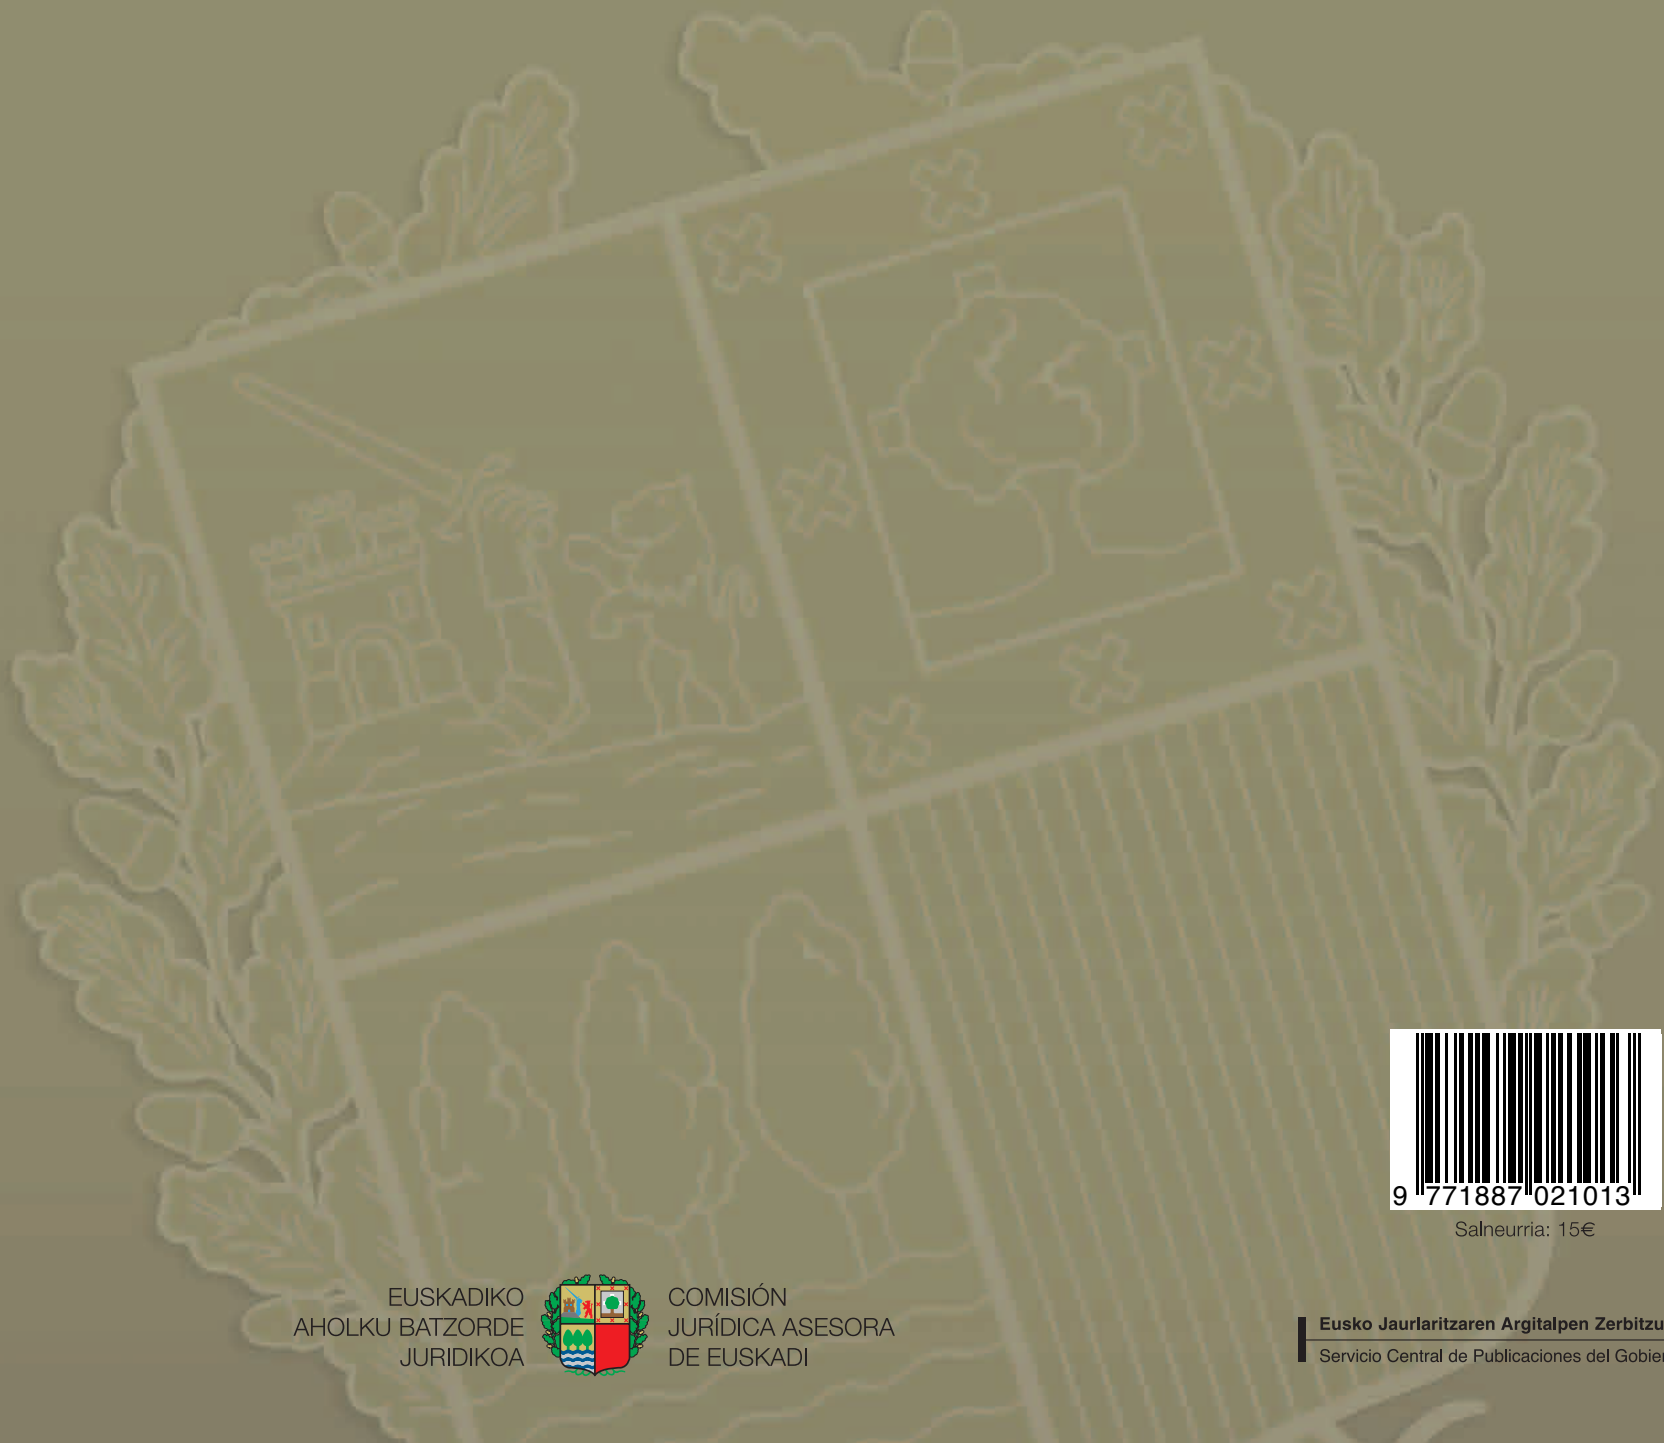 9 771887 021013
Salneurria: 15€
EUSKADIKO
AHOLKU BATZORDE
JURIDIKOA
COMISIÓN
JURÍDICA ASESORA
DE EUSKADI
Eusko Jaurlaritzaren Argitalpen Zerbitzu
Servicio Central de Publicaciones del